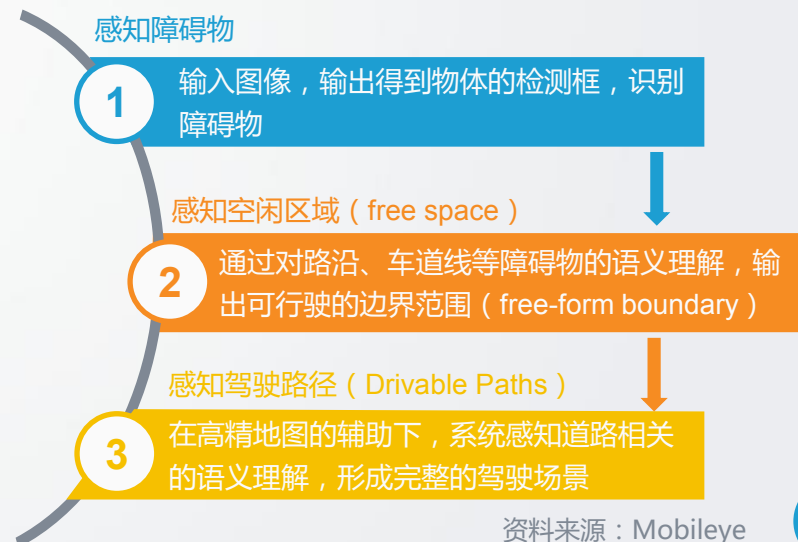 感知障碍物
1
输入图像，输出得到物体的检测框，识别
障碍物
感知空闲区域（free space）
2
通过对路沿、车道线等障碍物的语义理解，输
出可行驶的边界范围（free-form boundary）
感知驾驶路径（Drivable Paths）
3
在高精地图的辅助下，系统感知道路相关
的语义理解，形成完整的驾驶场景
资料来源：Mobileye